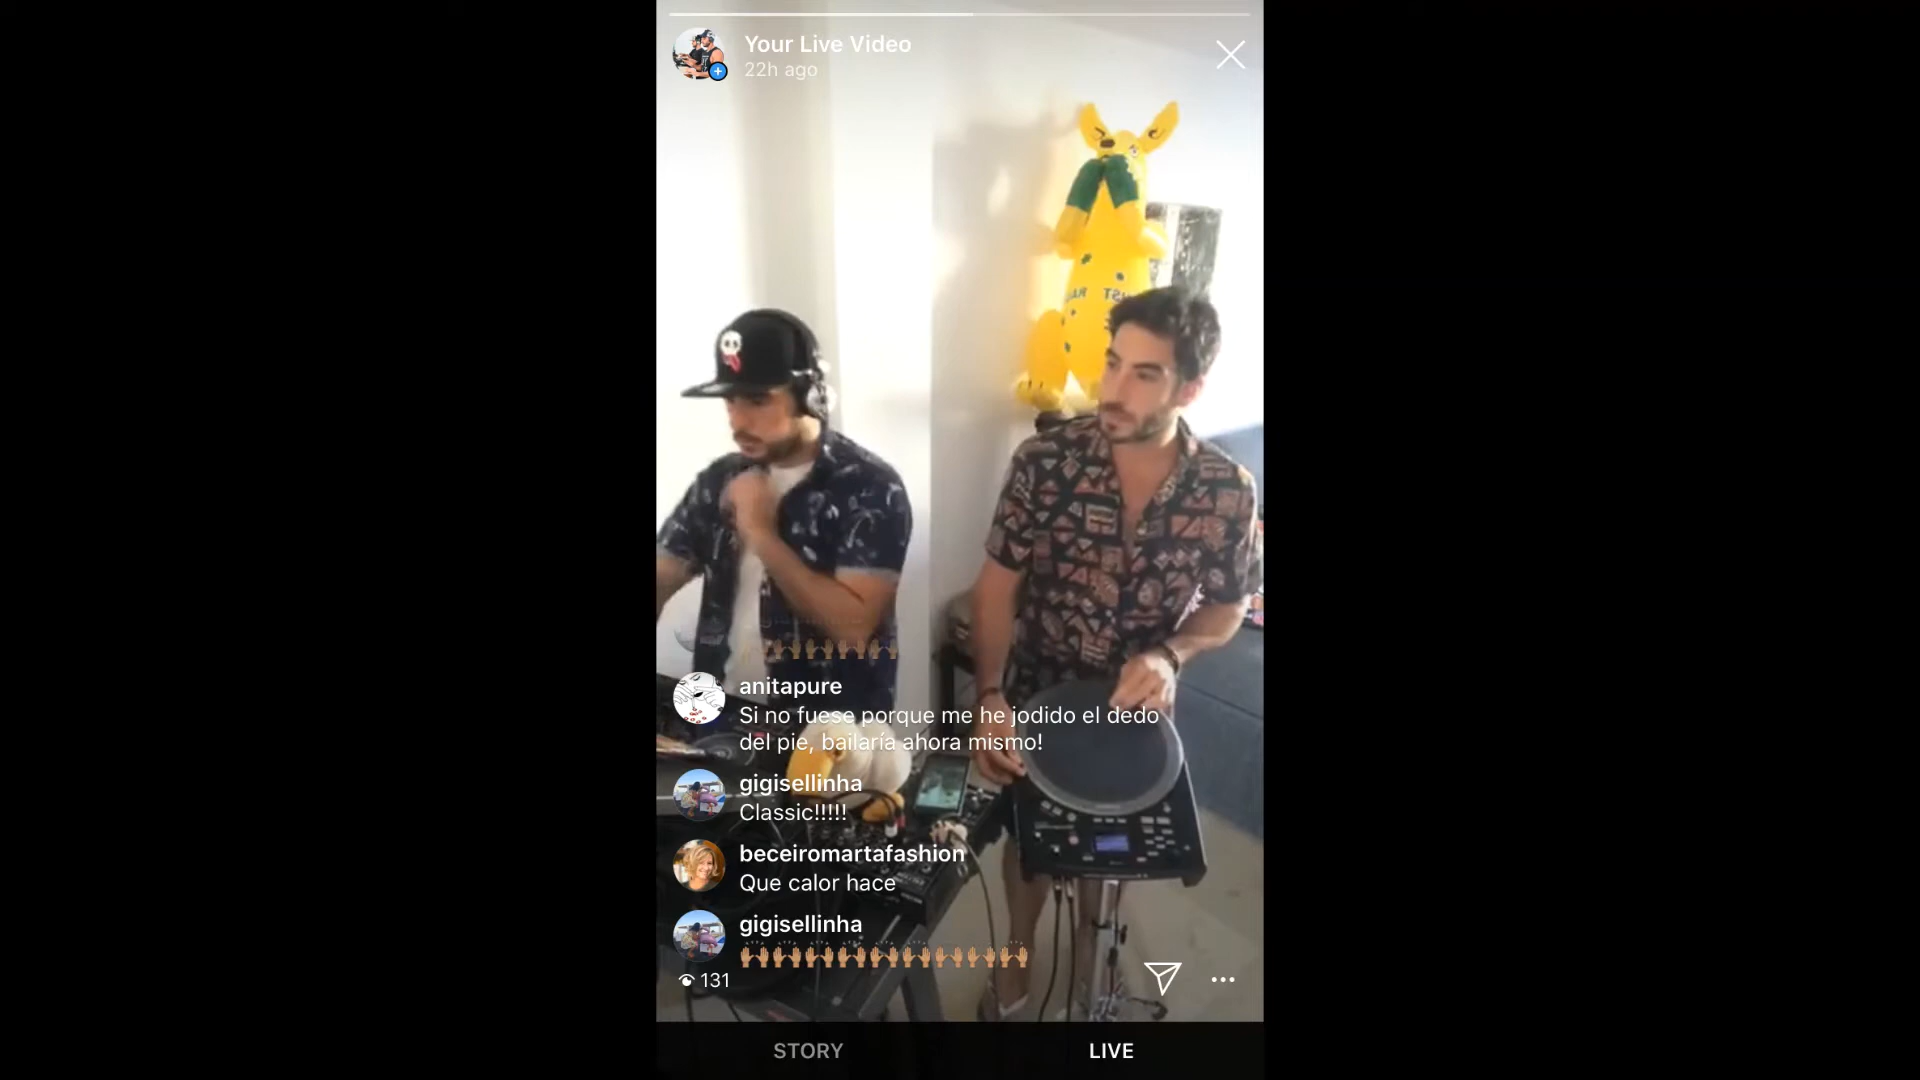 Your Live Video
22h ago
anitapure
Si no fuese porque me he jodido el dedo
del pie, bailaría ahora mismo!
gigisellinha
Classic!!!!!
beceiromartafashion
Que calor hace
gigisellinha
🙌🏽🙌🏽🙌🏽🙌🏽🙌🏽🙌🏽🙌🏽🙌🏽🙌🏽
131
STORY
LIVE